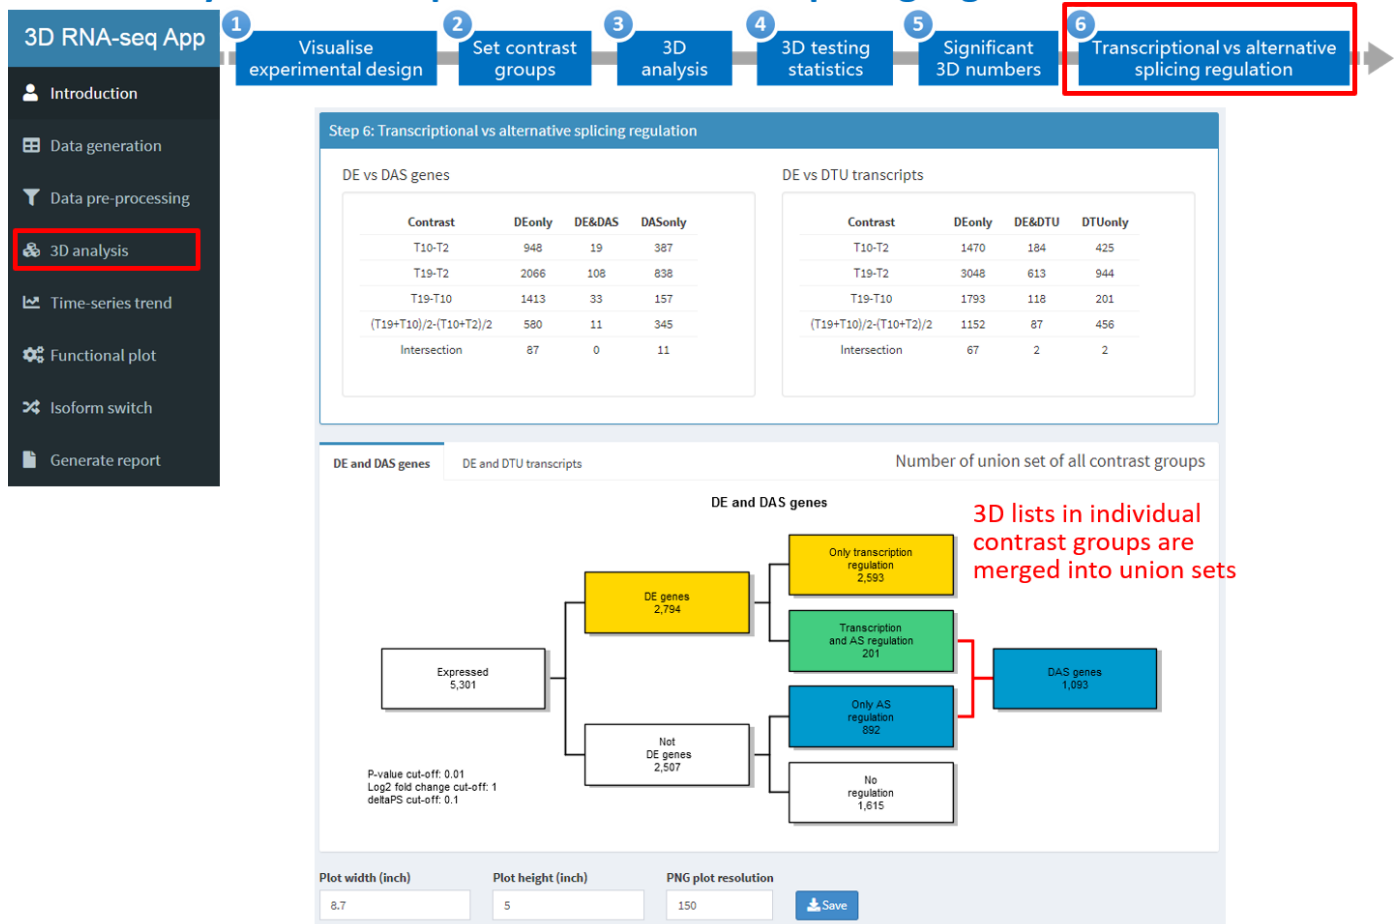 3D RNA-seq App
Introduction
Data generation
Data pre-processing
3D analysis
Time-series trend
Functional plot
Isoform switch
Generate report
1
Visualise
experimental design
2
Set contrast
groups
3
3D
analysis
4
3D testing
statistics
5
Significant
3D numbers
6
Transcriptional vs alternative
splicing regulation
Step 6: Transcriptional vs alternative splicing regulation
DE vs DAS genes
Contrast DEonly DE&DAS DASonly
T10-T2 948 19 387
T19-T2 2066 108 838
T19-T10 1413 33 157
(T19+T10)/2-(T10+T2)/2 580 11 345
Intersection 87 0 11
DE vs DTU transcripts
Contrast DEonly DE&DTU DTUonly
T10-T2 1470 184 425
T19-T2 3048 613 944
T19-T10 1793 118 201
(T19+T10)/2-(T10+T2)/2 1152 87 456
Intersection 67 2 2
DE and DAS genes DE and DTU transcripts Number of union set of all contrast groups
DE and DAS genes
3D lists in individual
contrast groups are
merged into union sets
Expressed
5,301
DE genes
2,794
Not
DE genes
2,507
Only transcription
regulation
2,593
Transcription
and AS regulation
201
Only AS
regulation
892
No
regulation
1,615
DAS genes
1,093
P-value cut-off: 0.01
Log2 fold change cut-off: 1
deltaPS cut-off: 0.1
Plot width (inch) Plot height (inch) PNG plot resolution
8.7 5 150 Save